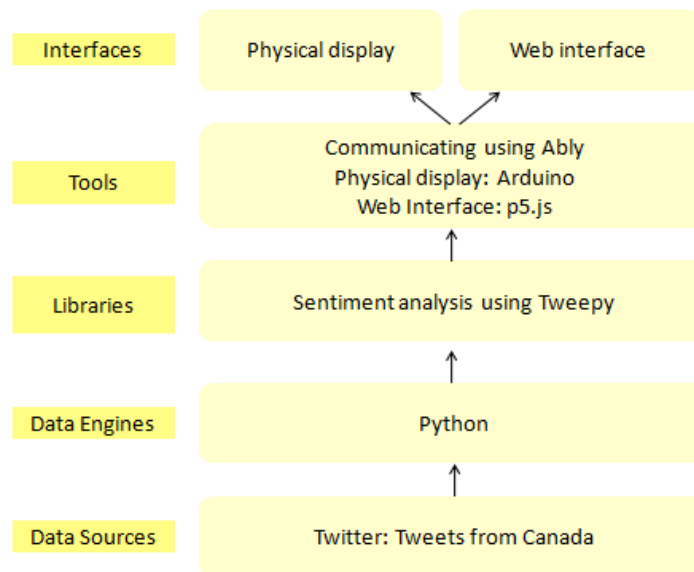 Interfaces
Physical display
Web interface
Tools
Communicating using Ably
Physical display: Arduino
Web Interface: p5.js
Libraries
Sentiment analysis using Tweepy
Data Engines
Python
Data Sources
Twitter: Tweets from Canada